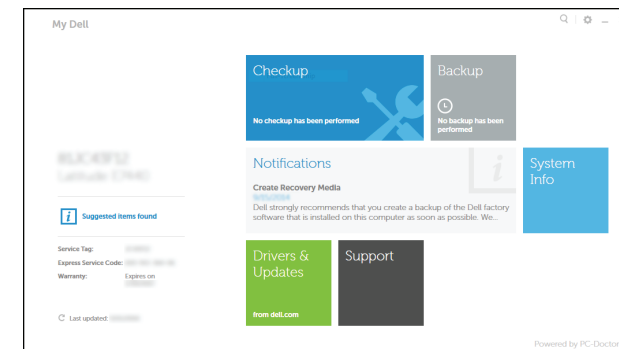 My Dell
Checkup
No checkup has been performed
Backup
No backup has been
performed
Notifications
Create Recovery Media
Dell strongly recommends that you create a backup of the Dell factory
software that is installed on this computer as soon as possible. We...
System
Info
Suggested items found
Service Tag:
Express Service Code:
Warranty: Expires on
Last updated:
Drivers &
Updates
from dell.com
Support
Powered by PC-Doctor